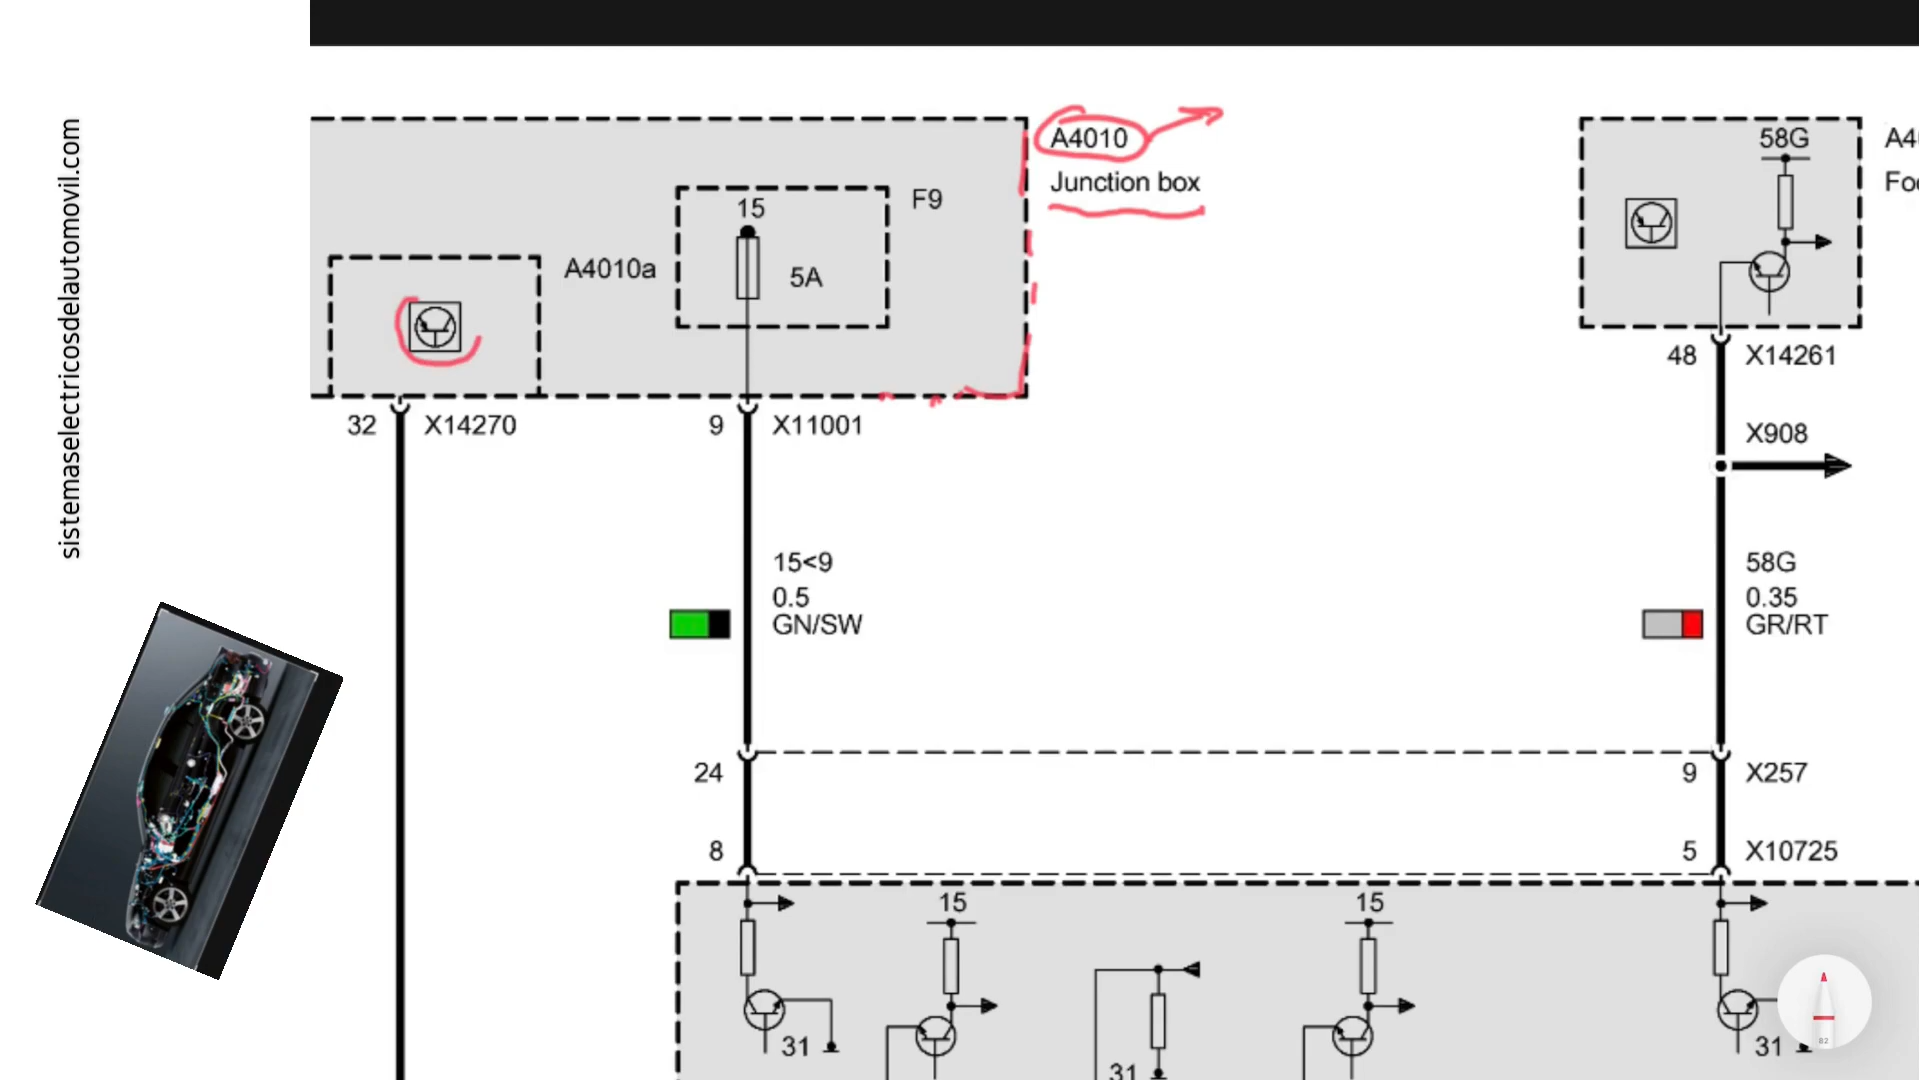 sistemaselectricosdelautomovil.com
A4010
Junction box
F9
15
5A
A4010a
32 X14270
9 X11001
58G
48 X14261
X908
15<9
0.5
GN/SW
58G
0.35
GR/RT
24
9 X257
8
5 X10725
15
15
31
31
31
82